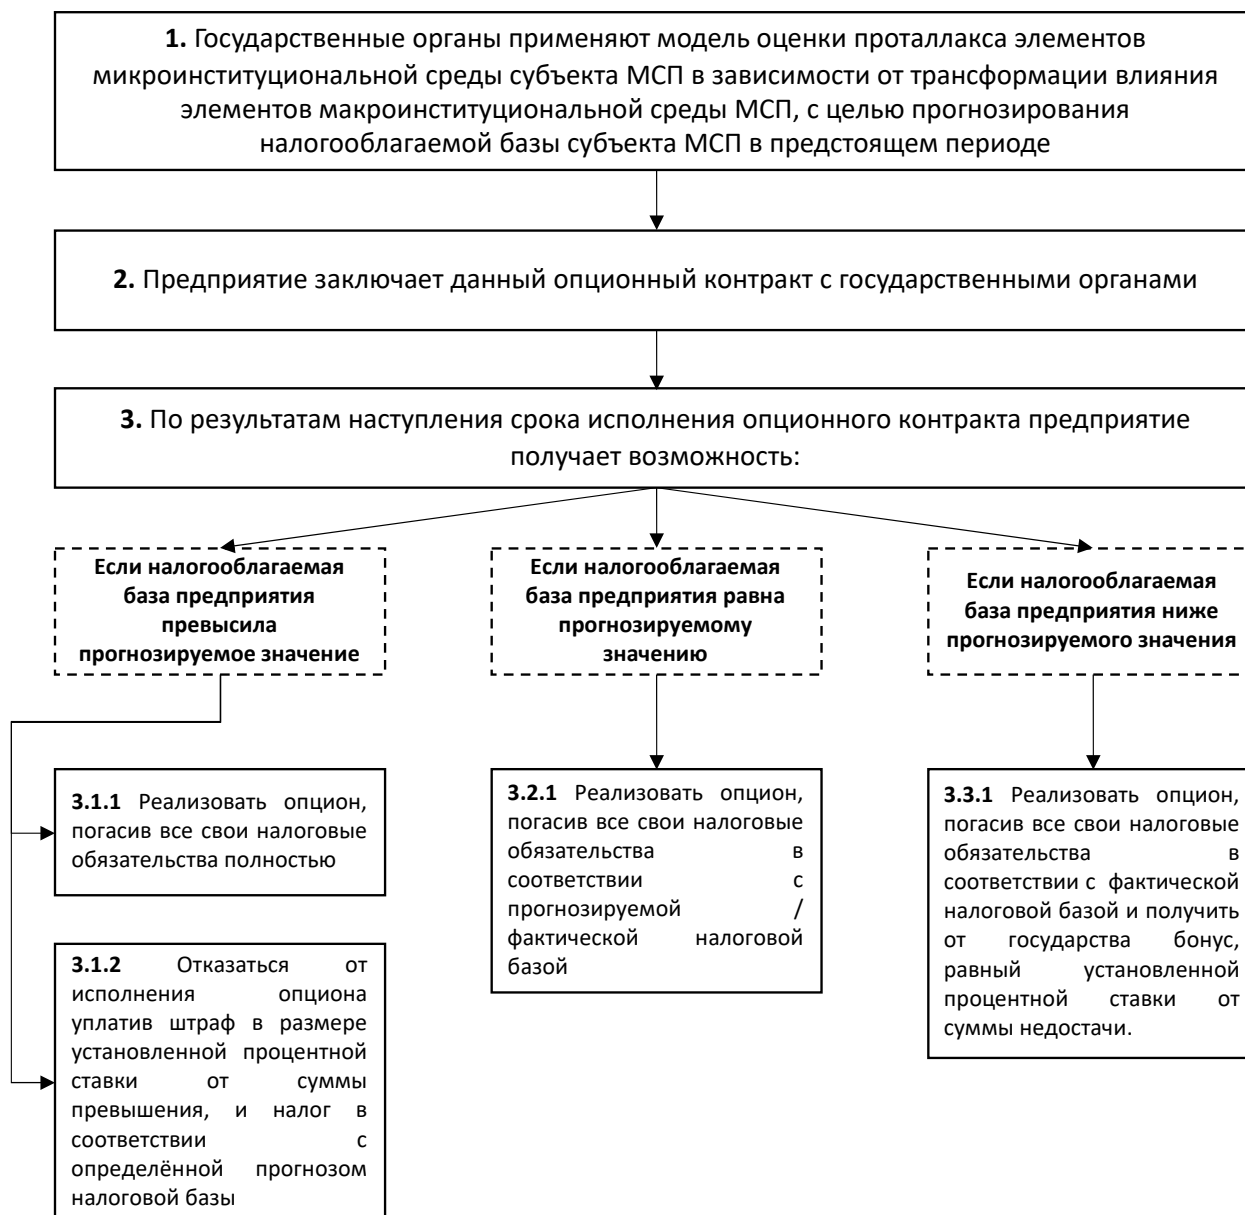 1. Государственные органы применяют модель оценки проталлакса элементов
микроинституциональной среды субъекта МСП в зависимости от трансформации влияния
элементов макроинституциональной среды МСП, с целью прогнозирования
налогооблагаемой базы субъекта МСП в предстоящем периоде
2. Предприятие заключает данный опционный контракт с государственными органами
3. По результатам наступления срока исполнения опционного контракта предприятие
получает возможность:
Если налогооблагаемая
база предприятия
превысила
прогнозируемое значение
Если налогооблагаемая
база предприятия равна
прогнозируемому
значению
Если налогооблагаемая
база предприятия ниже
прогнозируемого значения
3.1.1 Реализовать опцион,
погасив все свои налоговые
обязательства полностью
3.1.2 Отказаться от
исполнения опциона
уплатив штраф в размере
установленной процентной
ставки от суммы
превышения, и налог в
соответствии с
определённой прогнозом
налоговой базы
3.2.1 Реализовать опцион,
погасив все свои налоговые
обязательства в
соответствии с
прогнозируемой /
фактической налоговой
базой
3.3.1 Реализовать опцион,
погасив все свои налоговые
обязательства в
соответствии с фактической
налоговой базой и получить
от государства бонус,
равный установленной
процентной ставки от
суммы недостачи.